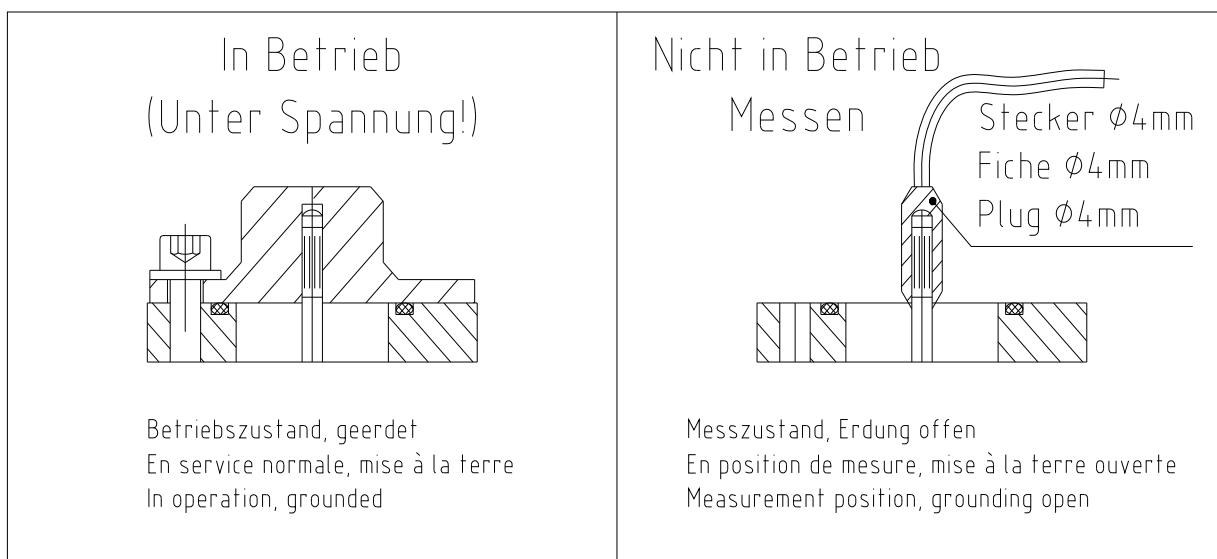 In Betrieb
(Unter Spannung!)
Betriebszustand, geerdet
En service normale, mise à la terre
In operation, grounded
Nicht in Betrieb
Messen
Stecker Ø4mm
Fiche Ø4mm
Plug Ø4mm
Messzustand, Erdung offen
En position de mesure, mise à la terre ouverte
Measurement position, grounding open